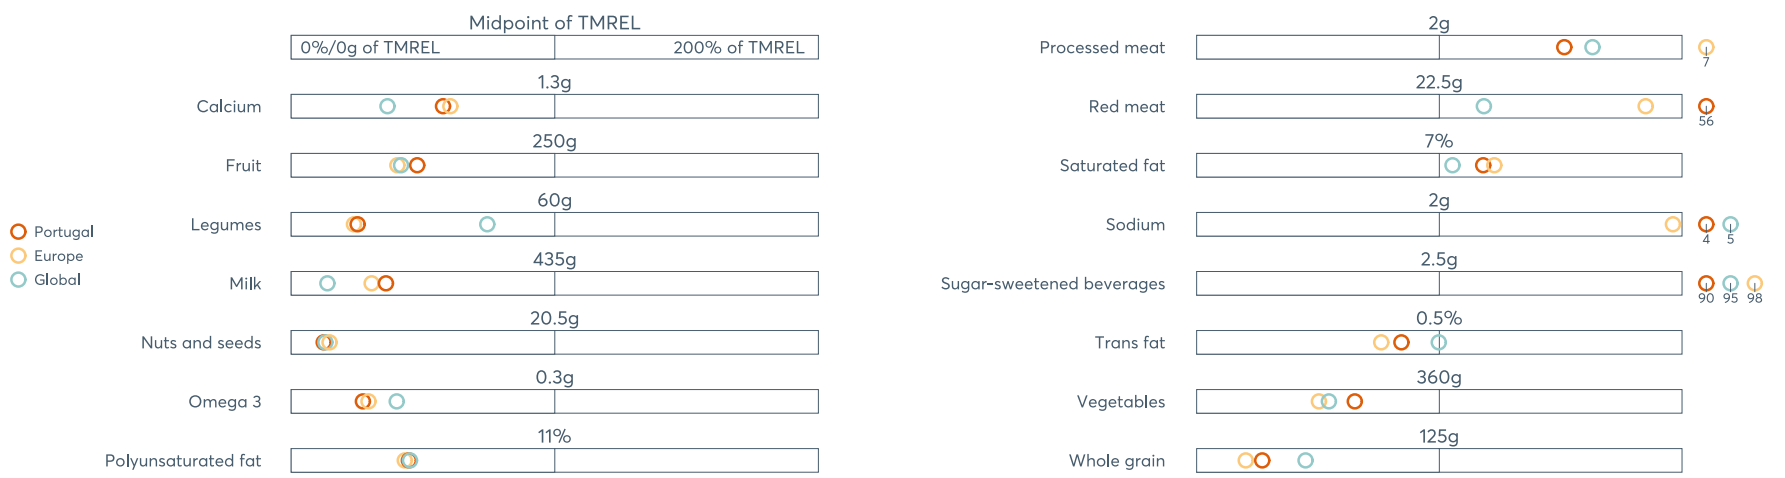 Midpoint of TMREL
0%/0g of TMREL 200% of TMREL
1.3g
Calcium
250g
Fruit
60g
Legumes
435g
Milk
20.5g
Nuts and seeds
0.3g
Omega 3
11%
Polyunsaturated fat
Portugal
Europe
Global
2g
Processed meat
7
22.5g
Red meat
56
7%
Saturated fat
2g
Sodium
4 5
2.5g
Sugar-sweetened beverages
90 95 98
0.5%
Trans fat
360g
Vegetables
125g
Whole grain